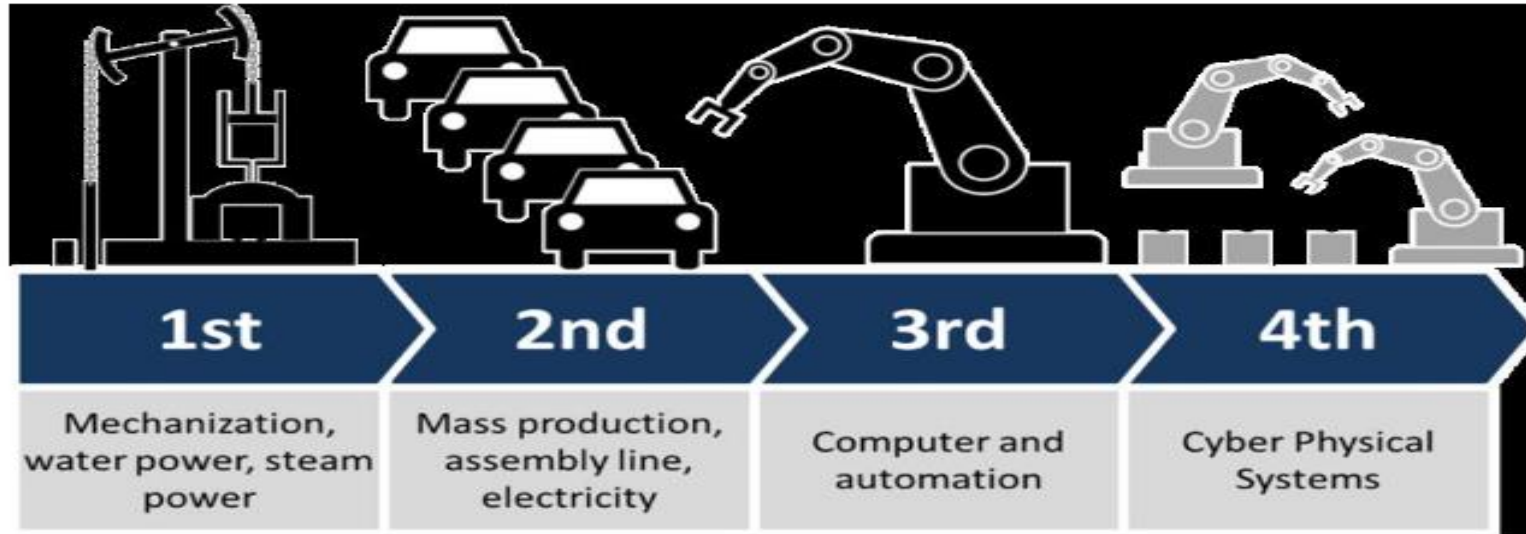 1st
2nd
3rd
4th
Mechanization,
water power, steam
power
Mass production,
assembly line,
electricity
Computer and
automation
Cyber Physical
Systems